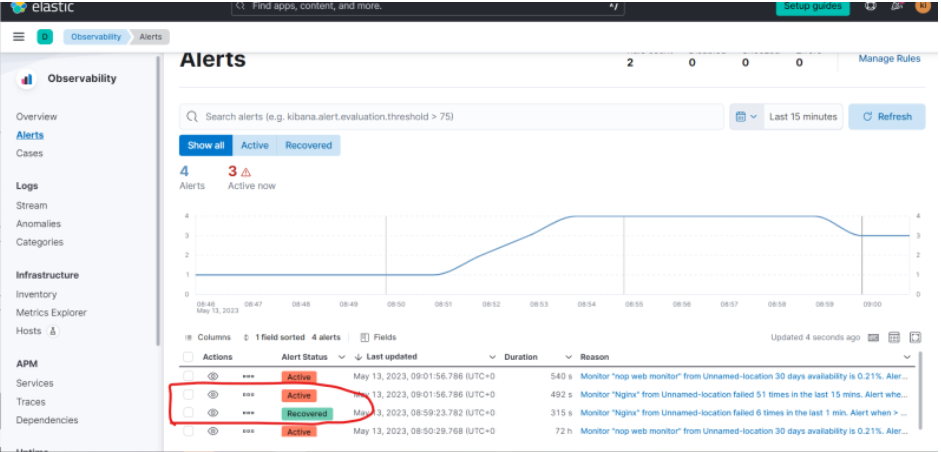 elastic
Find apps, content, and more.
Setup guides
D
Observability
Alerts
Observability
Overview
Alerts
Cases
Logs
Stream
Anomalies
Categories
Infrastructure
Inventory
Metrics Explorer
Hosts
APM
Services
Traces
Dependencies
Alerts
2 0 0 0
Manage Rules
Search alerts (e.g. kibana.alert.evaluation.threshold > 75)
Last 15 minutes
Refresh
Show all Active Recovered
4 3
Alerts Active now
4 4
3 3
2 2
1 1
0 0
08:46 08:47 08:48 08:49 08:50 08:51 08:52 08:53 08:54 08:55 08:56 08:57 08:58 08:59 09:00
May 13, 2023
Columns 1 field sorted 4 alerts Fields Updated 4 seconds ago
Actions Alert Status Last updated Duration Reason
Active May 13, 2023, 09:01:56.786 (UTC+0 540 s Monitor "nop web monitor" from Unnamed-location 30 days availability is 0.21%. Aler...
Active May 13, 2023, 09:01:56.786 (UTC+0 492 s Monitor "Nginx" from Unnamed-location failed 51 times in the last 15 mins. Alert whe...
Recovered May 13, 2023, 08:59:23.782 (UTC+0 315 s Monitor "Nginx" from Unnamed-location failed 6 times in the last 1 min. Alert when > ...
Active May 13, 2023, 08:50:29.768 (UTC+0 72 h Monitor "nop web monitor" from Unnamed-location 30 days availability is 0.21%. Aler...